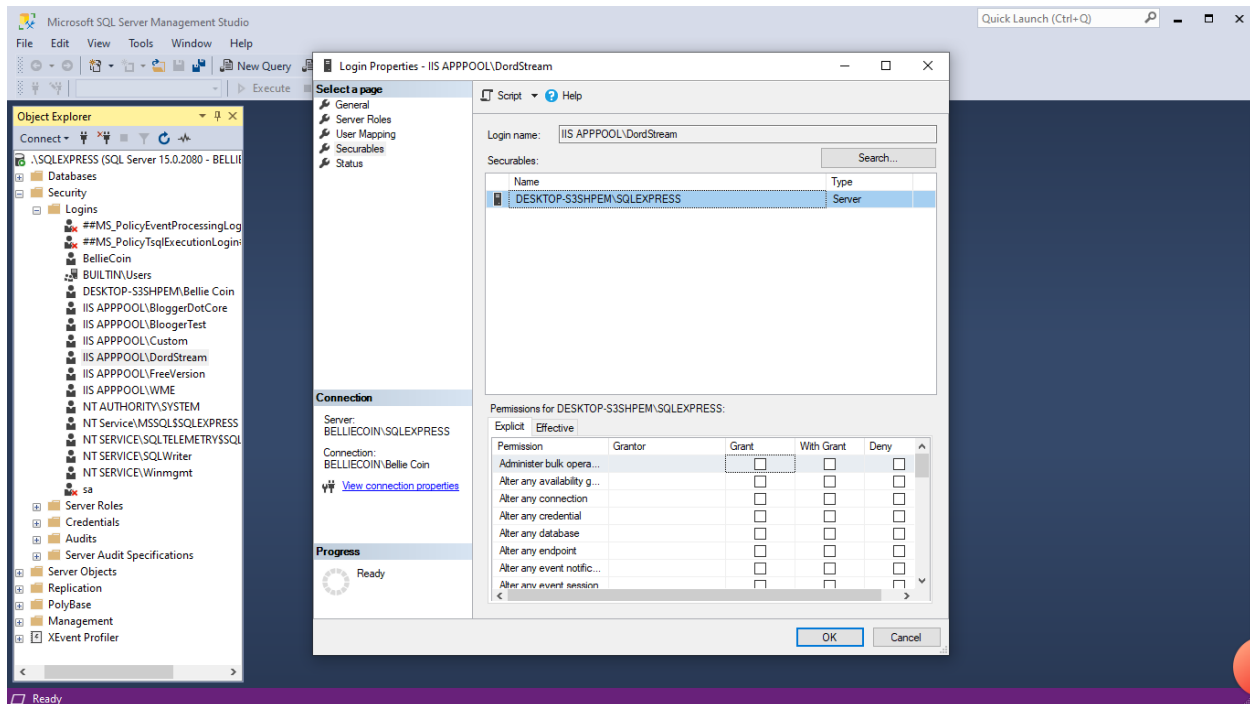 Microsoft SQL Server Management Studio
Quick Launch (Ctrl+Q)
File Edit View Tools Window Help
New Query
Execute
Object Explorer
Connect
.\SQLEXPRESS (SQL Server 15.0.2080 - BELLIE
Databases
Security
Logins
##MS_PolicyEventProcessingLog
##MS_PolicyTsqlExecutionLogin
BellieCoin
BUILTIN\Users
DESKTOP-S3SHPEM\Bellie Coin
IIS APPPOOL\BloggerDotCore
IIS APPPOOL\BloogerTest
IIS APPPOOL\Custom
IIS APPPOOL\DordStream
IIS APPPOOL\FreeVersion
IIS APPPOOL\WME
NT AUTHORITY\SYSTEM
NT Service\MSSQL$SQLEXPRESS
NT SERVICE\SQLTELEMETRY$SQL
NT SERVICE\SQLWriter
NT SERVICE\Winmgmt
sa
Server Roles
Credentials
Audits
Server Audit Specifications
Server Objects
Replication
PolyBase
Management
XEvent Profiler
Login Properties - IIS APPPOOL\DordStream
Select a page
General
Server Roles
User Mapping
Securables
Status
Connection
Server:
BELLIECOIN\SQLEXPRESS
Connection:
BELLIECOIN\Bellie Coin
View connection properties
Progress
Ready
Script Help
Login name: IIS APPPOOL\DordStream
Securables: Search...
Name Type
DESKTOP-S3SHPEM\SQLEXPRESS Server
Permissions for DESKTOP-S3SHPEM\SQLEXPRESS:
Explicit Effective
Permission Grantor Grant With Grant Deny
Administer bulk opera...
Alter any availability g...
Alter any connection
Alter any credential
Alter any database
Alter any endpoint
Alter any event notific...
Alter any event session
OK Cancel
Ready